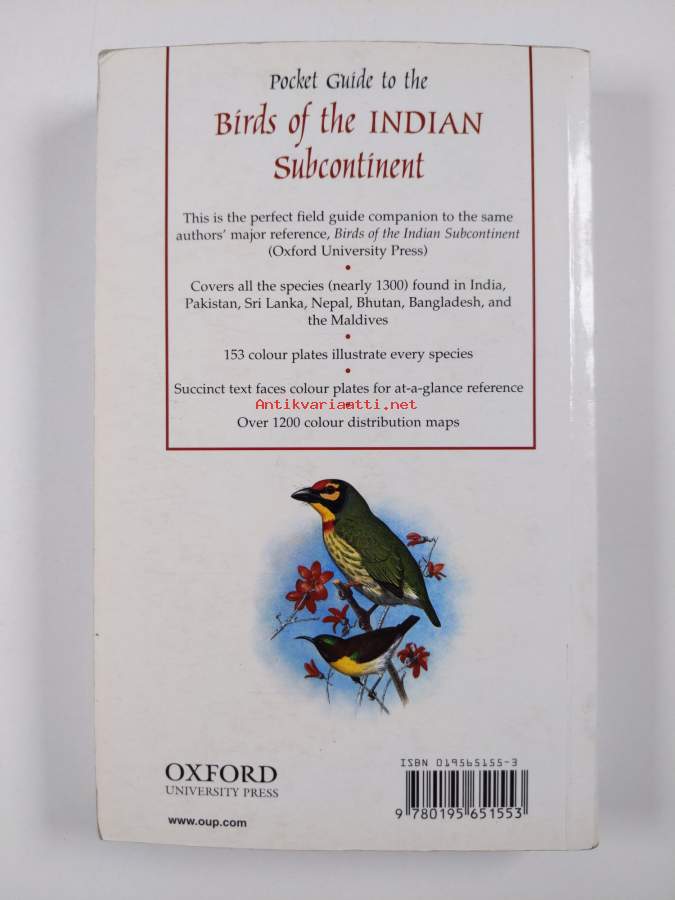 Pocket Guide to the
Birds of the INDIAN
Subcontinent
This is the perfect field guide companion to the same
authors' major reference, Birds of the Indian Subcontinent
(Oxford University Press)
•
Covers all the species (nearly 1300) found in India,
Pakistan, Sri Lanka, Nepal, Bhutan, Bangladesh, and
the Maldives
•
153 colour plates illustrate every species
•
Succinct text faces colour plates for at-a-glance reference
Antikvariaatti.net
Over 1200 colour distribution maps
ISBN 019565155-3
OXFORD
UNIVERSITY PRESS
www.oup.com
9 780195 651553